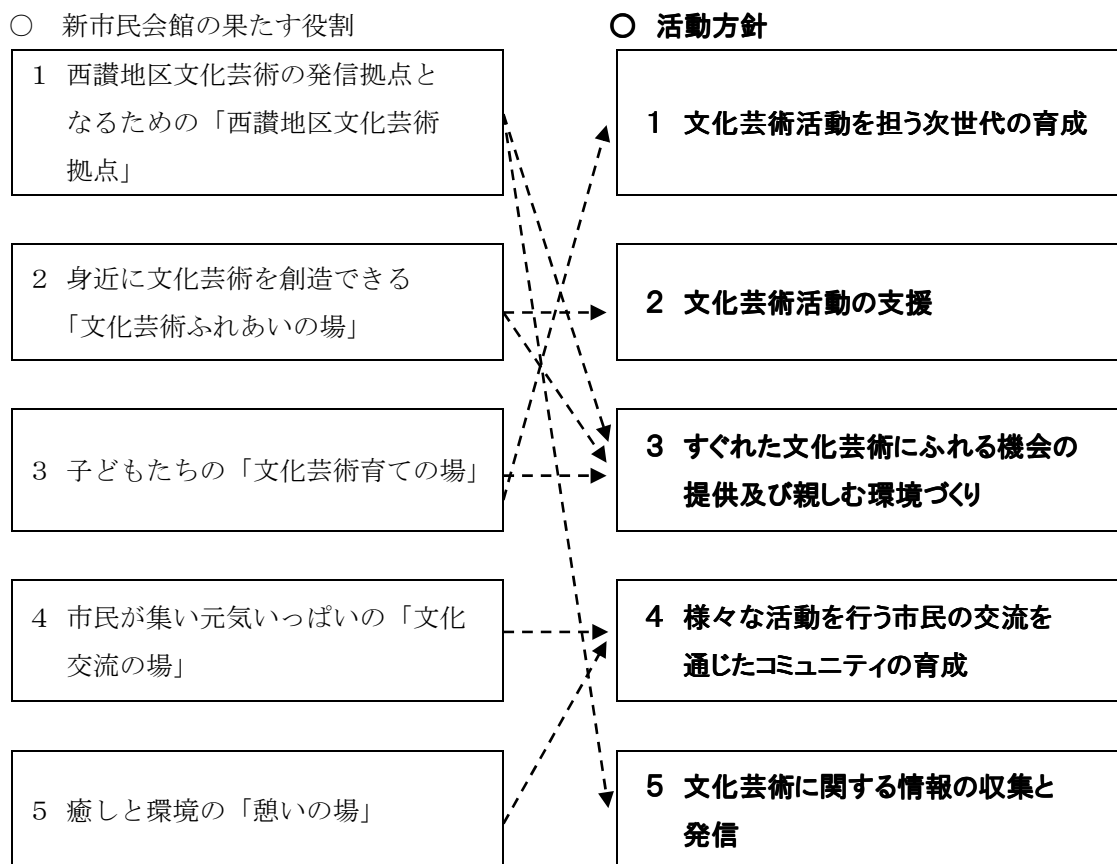 ○ 新市民会館の果たす役割
1 西讃地区文化芸術の発信拠点と
なるための「西讃地区文化芸術
拠点」
2 身近に文化芸術を創造できる
「文化芸術ふれあいの場」
3 子どもたちの「文化芸術育ての場」
4 市民が集い元気いっぱいの「文化
交流の場」
5 癒しと環境の「憩いの場」
○ 活動方針
1 文化芸術活動を担う次世代の育成
2 文化芸術活動の支援
3 すぐれた文化芸術にふれる機会の
提供及び親しむ環境づくり
4 様々な活動を行う市民の交流を
通じたコミュニティの育成
5 文化芸術に関する情報の収集と
発信